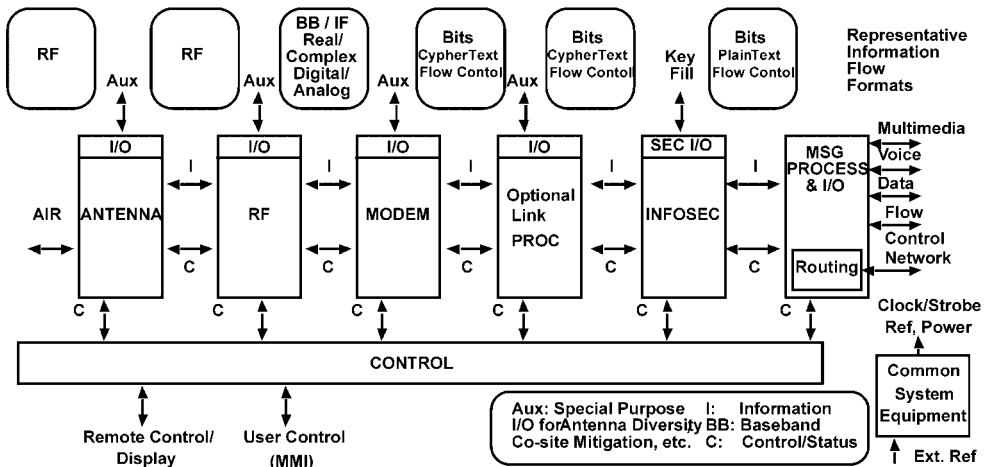 RF
RF
BB / IF
Real/
Complex
Digital/
Analog
Bits
CypherText
Flow Contol
Bits
CypherText
Flow Contol
Bits
PlainText
Flow Contol
Representative
Information
Flow
Formats
Aux
Aux
Aux
Aux
Key
Fill
I/O
I/O
I/O
I/O
SEC I/O
MSG
PROCESS
& I/O
Multimedia
Voice
Data
Flow
Control
Network
I
I
I
I
I
AIR
ANTENNA
RF
MODEM
Optional
Link
PROC
INFOSEC
Routing
C
C
C
C
C
C
C
C
C
C
C
CONTROL
Clock/Strobe
Ref, Power
Common
System
Equipment
Ext. Ref
Remote Control/
Display
User Control
(MMI)
Aux: Special Purpose I: Information
I/O forAntenna Diversity BB: Baseband
Co-site Mitigation, etc. C: Control/Status